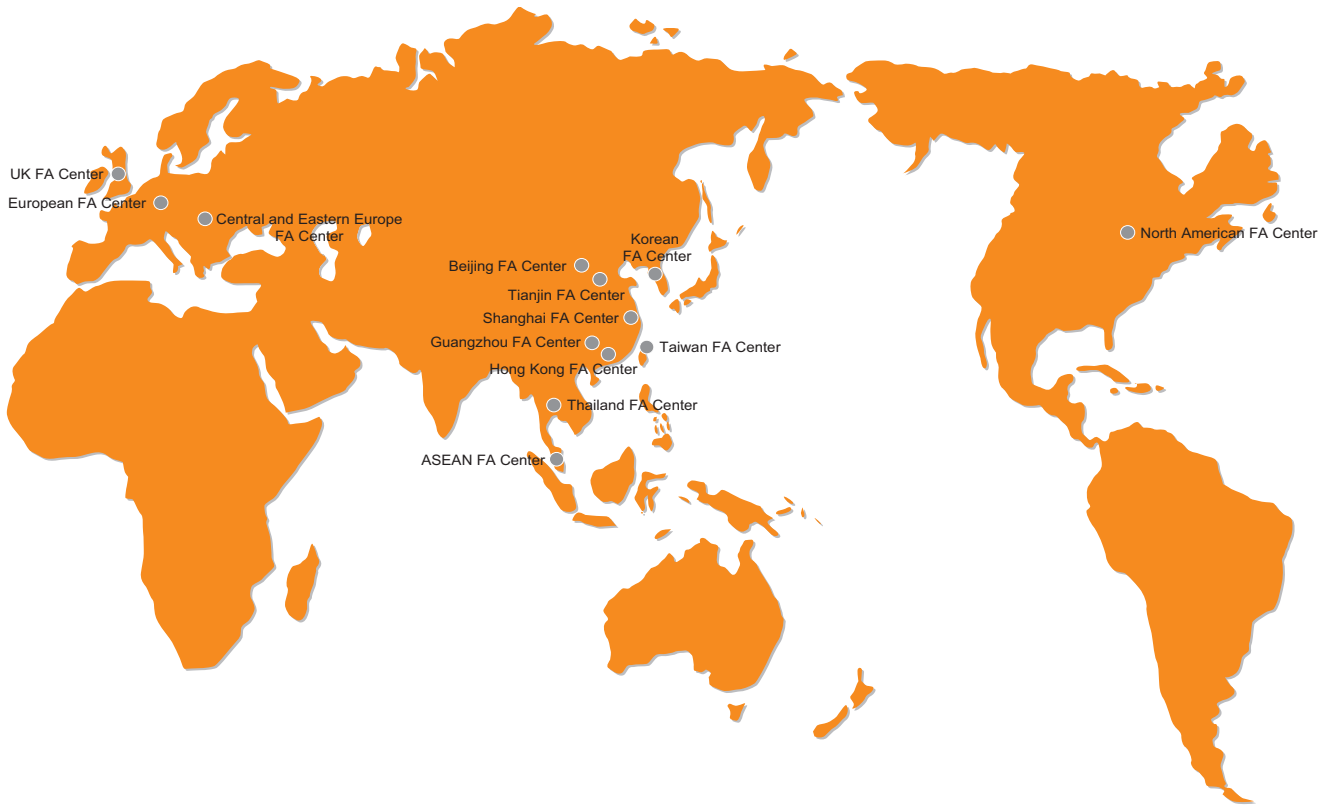 UK FA Center
European FA Center
Central and Eastern Europe
FA Center
Korean
FA Center
North American FA Center
Beijing FA Center
Tianjin FA Center
Shanghai FA Center
Guangzhou FA Center
Taiwan FA Center
Hong Kong FA Center
Thailand FA Center
ASEAN FA Center